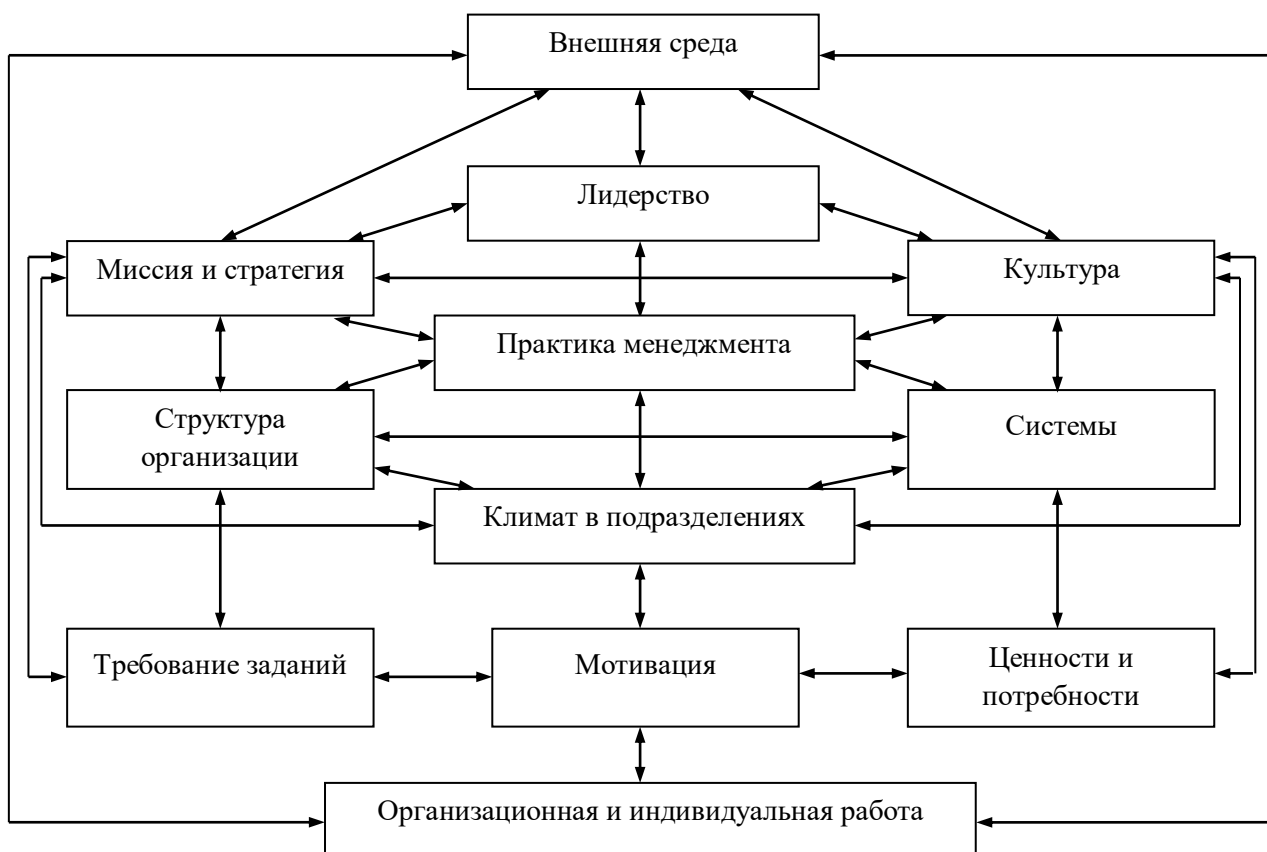 Внешняя среда
Лидерство
Миссия и стратегия
Культура
Практика менеджмента
Структура
организации
Системы
Климат в подразделениях
Требование заданий
Мотивация
Ценности и
потребности
Организационная и индивидуальная работа